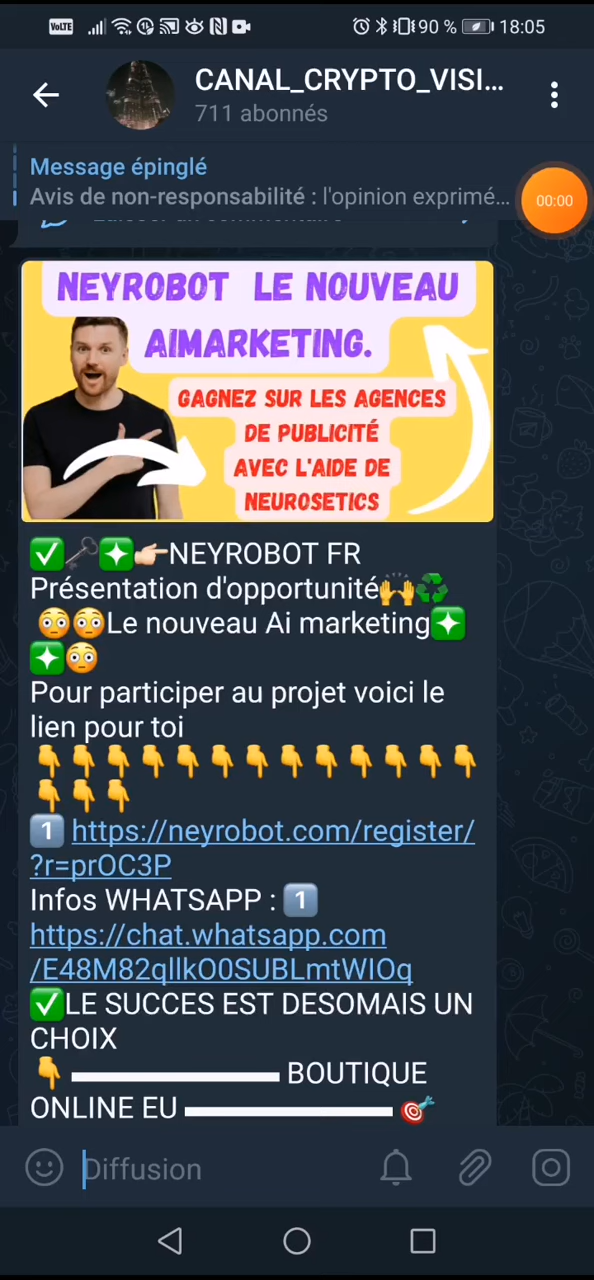 VoLTE 90 % 18:05
CANAL_CRYPTO_VISI...
711 abonnés
Message épinglé
Avis de non-responsabilité : l'opinion exprimé...
00:00
NEYROBOT LE NOUVEAU
AIMARKETING.
GAGNEZ SUR LES AGENCES
DE PUBLICITÉ
AVEC L'AIDE DE
NEUROSETICS
✅🗝️❇️👉🏻NEYROBOT FR
Présentation d'opportunité🙌♻️
😳😳Le nouveau Ai marketing❇️
❇️😳
Pour participer au projet voici le
lien pour toi
👇👇👇👇👇👇👇👇👇👇👇👇👇
👇👇👇
1️⃣ https://neyrobot.com/register/
?r=prOC3P
Infos WHATSAPP : 1️⃣
https://chat.whatsapp.com
/E48M82qllkO0SUBLmtWIOq
✅LE SUCCES EST DESOMAIS UN
CHOIX
👇 ▬▬▬▬▬▬ BOUTIQUE
ONLINE EU ▬▬▬▬▬▬ 🎯
Diffusion